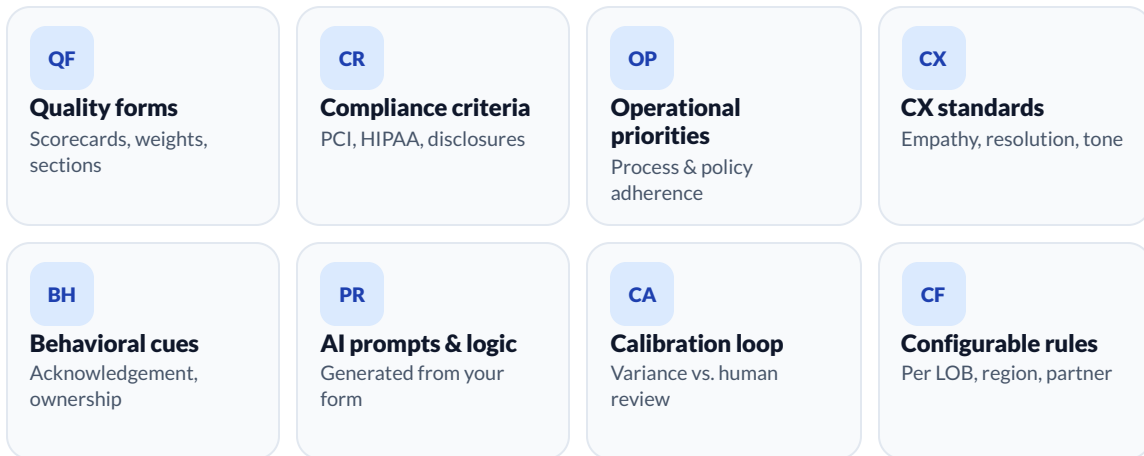 QF
Quality forms
Scorecards, weights,
sections
CR
Compliance criteria
PCI, HIPAA, disclosures
OP
Operational
priorities
Process & policy
adherence
CX
CX standards
Empathy, resolution, tone
BH
Behavioral cues
Acknowledgement,
ownership
PR
AI prompts & logic
Generated from your
form
CA
Calibration loop
Variance vs. human
review
CF
Configurable rules
Per LOB, region, partner